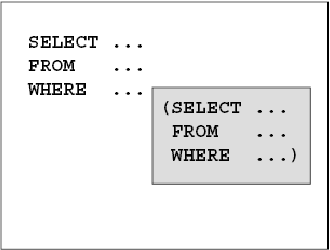 SELECT ...
FROM ...
WHERE ...
(SELECT ...
FROM ...
WHERE ...)